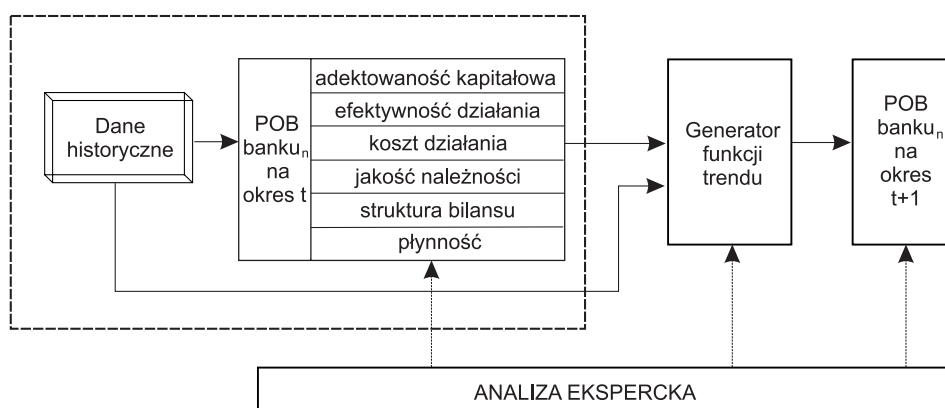 Dane
historyczne
POB
bankuₙ
na
okres t
adektowaność kapitałowa
efektywność działania
koszt działania
jakość należności
struktura bilansu
płynność
Generator
funkcji
trendu
POB
bankuₙ
na
okres
t+1
ANALIZA EKSPERCKA